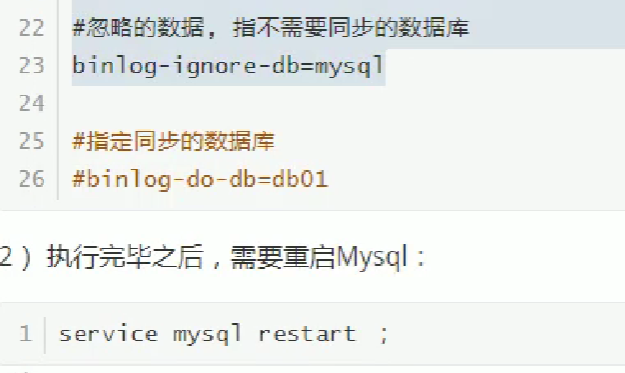 22 #忽略的数据, 指不需要同步的数据库
23 binlog-ignore-db=mysql
24
25 #指定同步的数据库
26 #binlog-do-db=db01
2）执行完毕之后，需要重启Mysql：
1 service mysql restart ；